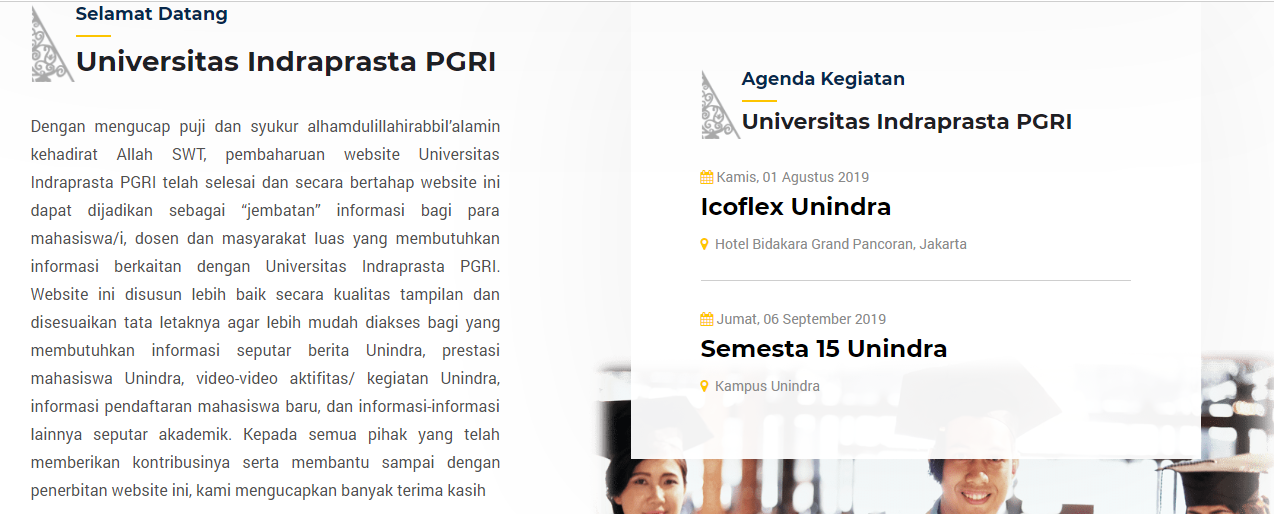 Selamat Datang
Universitas Indraprasta PGRI
Dengan mengucap puji dan syukur alhamdulillahirabbil’alamin
kehadirat Allah SWT, pembaharuan website Universitas
Indraprasta PGRI telah selesai dan secara bertahap website ini
dapat dijadikan sebagai “jembatan” informasi bagi para
mahasiswa/i, dosen dan masyarakat luas yang membutuhkan
informasi berkaitan dengan Universitas Indraprasta PGRI.
Website ini disusun lebih baik secara kualitas tampilan dan
disesuaikan tata letaknya agar lebih mudah diakses bagi yang
membutuhkan informasi seputar berita Unindra, prestasi
mahasiswa Unindra, video-video aktifitas/ kegiatan Unindra,
informasi pendaftaran mahasiswa baru, dan informasi-informasi
lainnya seputar akademik. Kepada semua pihak yang telah
memberikan kontribusinya serta membantu sampai dengan
penerbitan website ini, kami mengucapkan banyak terima kasih
Agenda Kegiatan
Universitas Indraprasta PGRI
Kamis, 01 Agustus 2019
Icoflex Unindra
Hotel Bidakara Grand Pancoran, Jakarta
Jumat, 06 September 2019
Semesta 15 Unindra
Kampus Unindra